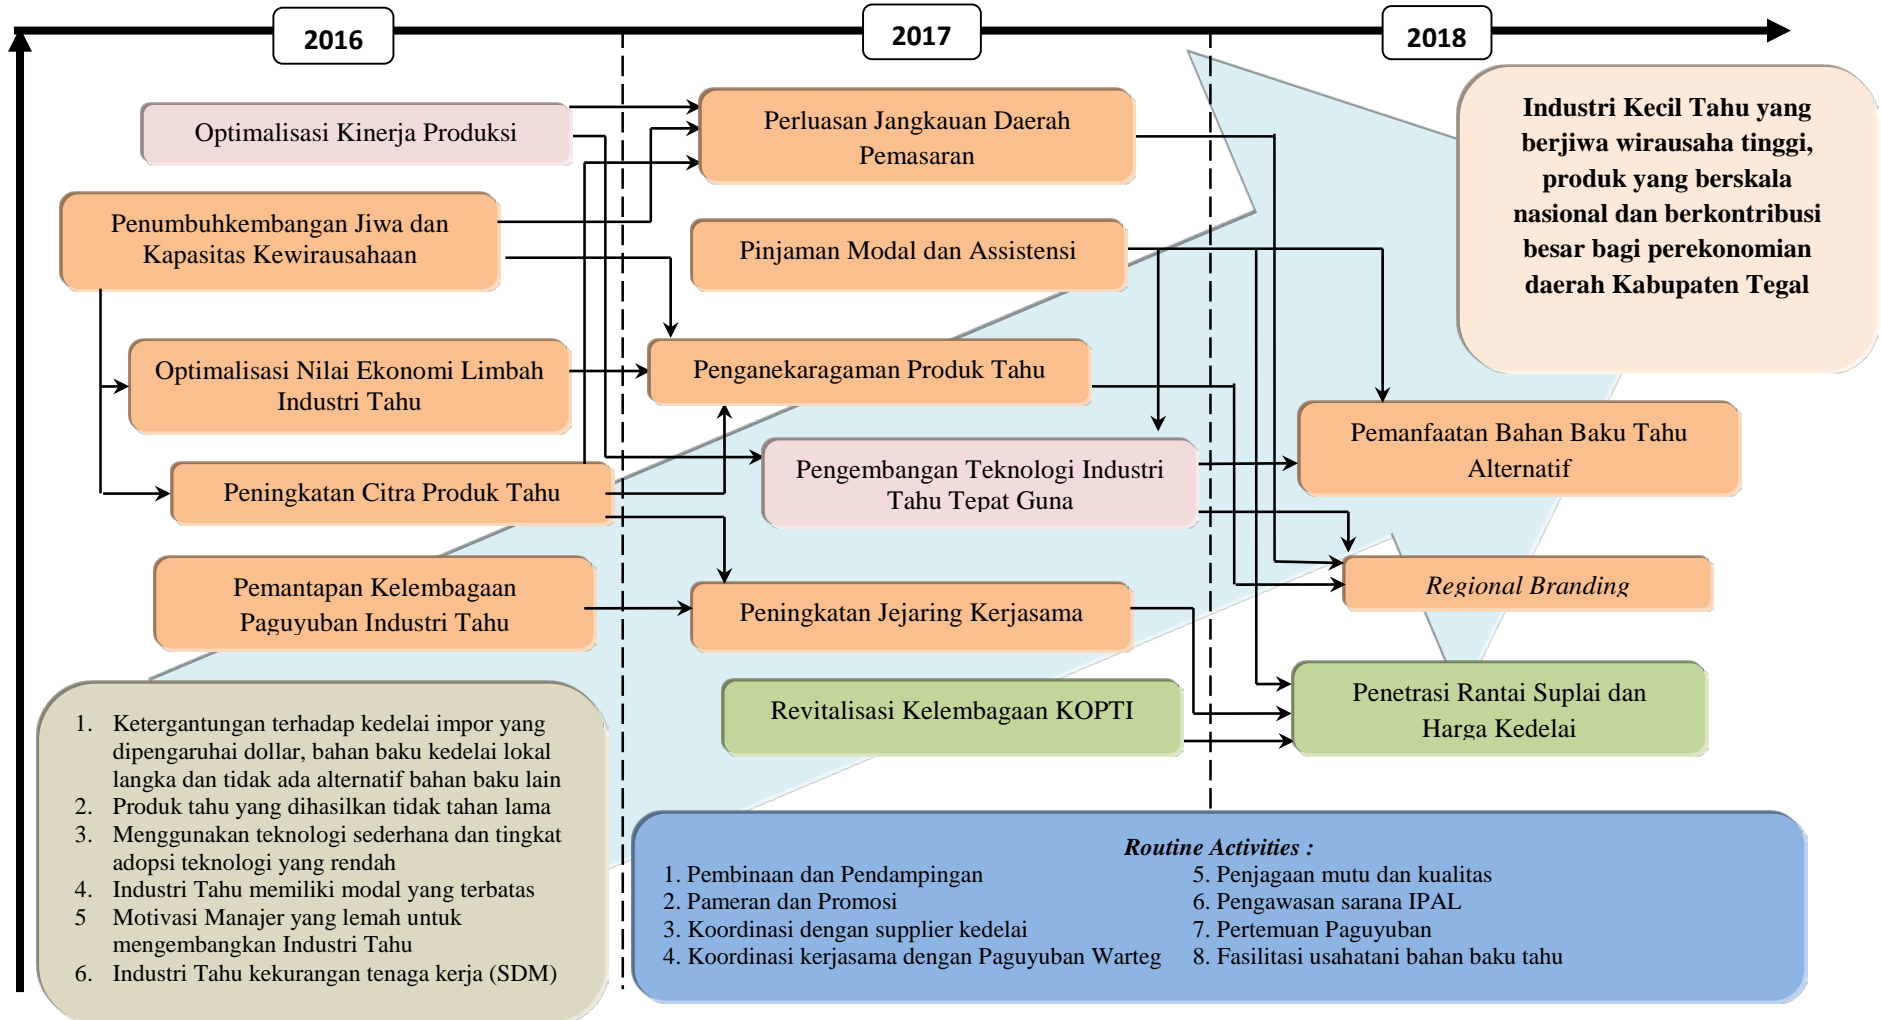 2016
2017
2018
Optimalisasi Kinerja Produksi
Penumbuhkembangan Jiwa dan
Kapasitas Kewirausahaan
Optimalisasi Nilai Ekonomi Limbah
Industri Tahu
Peningkatan Citra Produk Tahu
Pemantapan Kelembagaan
Paguyuban Industri Tahu
Perluasan Jangkauan Daerah
Pemasaran
Pinjaman Modal dan Assistensi
Penganekaragaman Produk Tahu
Pengembangan Teknologi Industri
Tahu Tepat Guna
Peningkatan Jejaring Kerjasama
Revitalisasi Kelembagaan KOPTI
Industri Kecil Tahu yang
berjiwa wirausaha tinggi,
produk yang berskala
nasional dan berkontribusi
besar bagi perekonomian
daerah Kabupaten Tegal
Pemanfaatan Bahan Baku Tahu
Alternatif
Regional Branding
Penetrasi Rantai Suplai dan
Harga Kedelai
1. Ketergantungan terhadap kedelai impor yang
dipengaruhai dollar, bahan baku kedelai lokal
langka dan tidak ada alternatif bahan baku lain
2. Produk tahu yang dihasilkan tidak tahan lama
3. Menggunakan teknologi sederhana dan tingkat
adopsi teknologi yang rendah
4. Industri Tahu memiliki modal yang terbatas
5 Motivasi Manajer yang lemah untuk
mengembangkan Industri Tahu
6. Industri Tahu kekurangan tenaga kerja (SDM)
Routine Activities :
1. Pembinaan dan Pendampingan
2. Pameran dan Promosi
3. Koordinasi dengan supplier kedelai
4. Koordinasi kerjasama dengan Paguyuban Warteg
5. Penjagaan mutu dan kualitas
6. Pengawasan sarana IPAL
7. Pertemuan Paguyuban
8. Fasilitasi usahatani bahan baku tahu